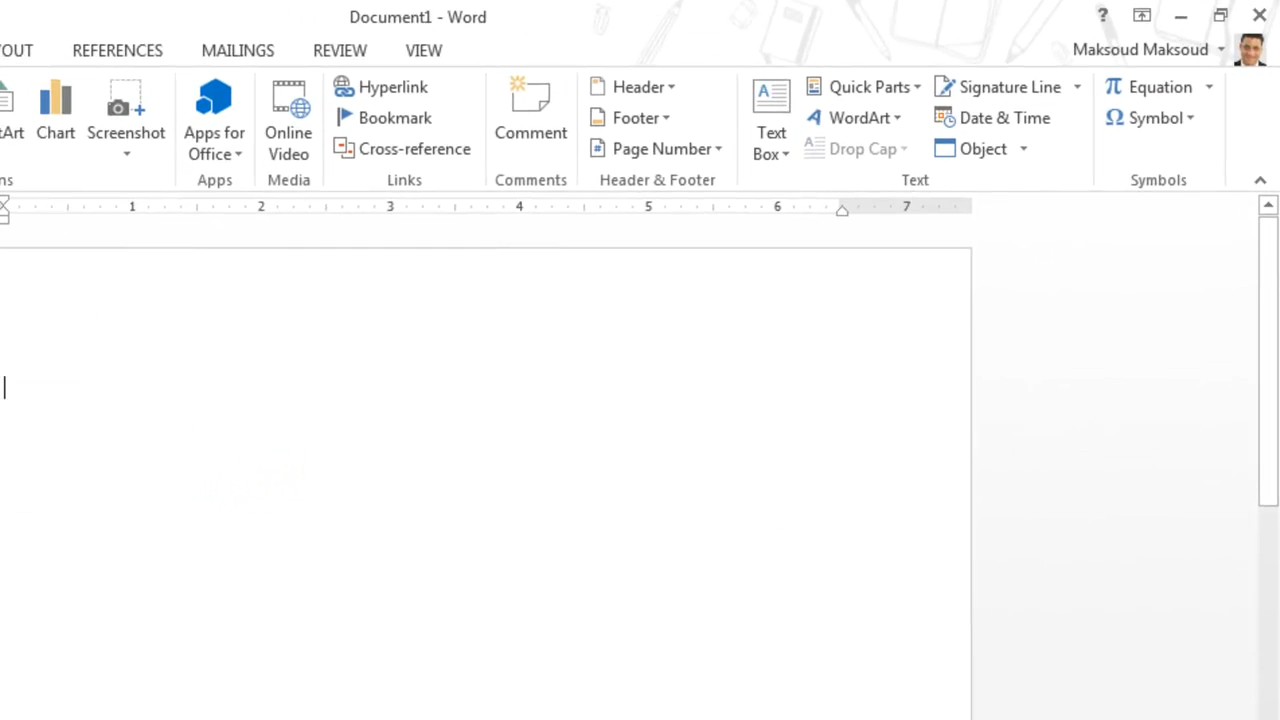 Document1 - Word
?
OUT REFERENCES MAILINGS REVIEW VIEW Maksoud Maksoud
Art Chart Screenshot
Apps for Office
Online Video
Hyperlink
Bookmark
Cross-reference
Comment
Header
Footer
Page Number
Text Box
Quick Parts
WordArt
Drop Cap
Signature Line
Date & Time
Object
π Equation
Ω Symbol
ns Apps Media Links Comments Header & Footer Text Symbols
1 2 3 4 5 6 7